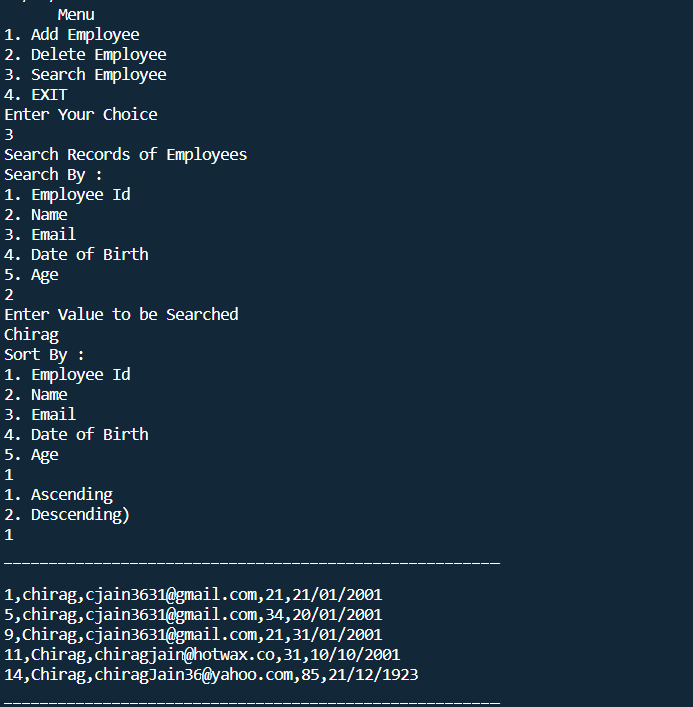 Menu
1. Add Employee
2. Delete Employee
3. Search Employee
4. EXIT
Enter Your Choice
3
Search Records of Employees
Search By :
1. Employee Id
2. Name
3. Email
4. Date of Birth
5. Age
2
Enter Value to be Searched
Chirag
Sort By :
1. Employee Id
2. Name
3. Email
4. Date of Birth
5. Age
1
1. Ascending
2. Descending)
1
_______________________________________________________
1,chirag,cjain3631@gmail.com,21,21/01/2001
5,chirag,cjain3631@gmail.com,34,20/01/2001
9,Chirag,cjain3631@gmail.com,21,31/01/2001
11,Chirag,chiragjain@hotwax.co,31,10/10/2001
14,Chirag,chiragJain36@yahoo.com,85,21/12/1923
_______________________________________________________